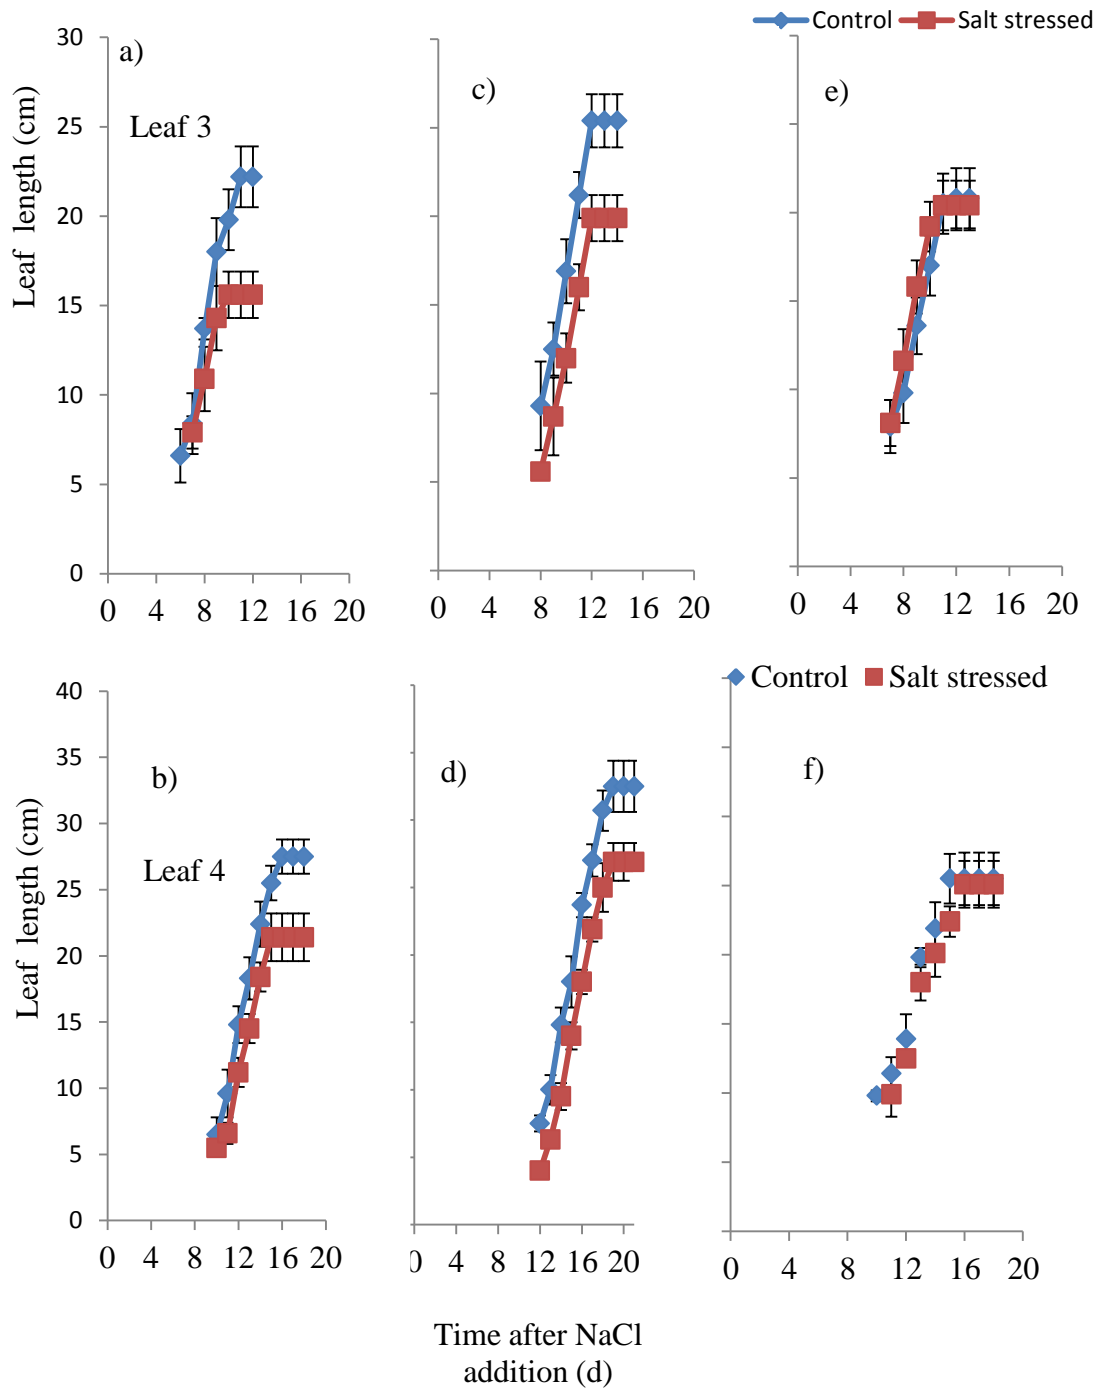 Control Salt stressed
30
25
20
15
10
5
0
a)
Leaf 3
c)
e)
Leaf length (cm)
0 4 8 12 16 20
0 4 8 12 16 20
0 4 8 12 16 20
Control Salt stressed
40
35
30
25
20
15
10
5
0
b)
Leaf 4
d)
f)
Leaf length (cm)
0 4 8 12 16 20
0 4 8 12 16 20
0 4 8 12 16 20
Time after NaCl
addition (d)